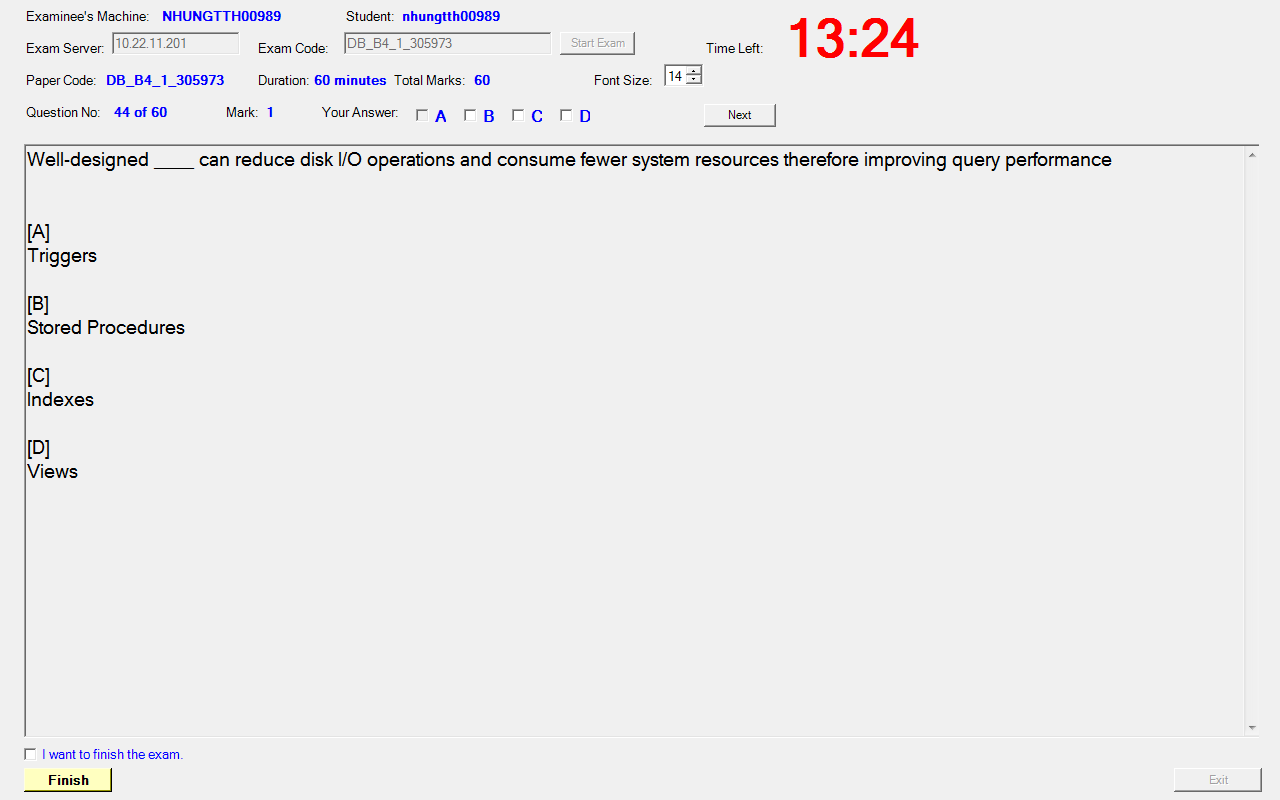 Examinee's Machine: NHUNGTTH00989 Student: nhungtth00989
Exam Server: 10.22.11.201 Exam Code: DB_B4_1_305973 Start Exam Time Left: 13:24
Paper Code: DB_B4_1_305973 Duration: 60 minutes Total Marks: 60 Font Size: 14
Question No: 44 of 60 Mark: 1 Your Answer: A B C D Next
Well-designed ____ can reduce disk I/O operations and consume fewer system resources therefore improving query performance
[A]
Triggers
[B]
Stored Procedures
[C]
Indexes
[D]
Views
I want to finish the exam.
Finish Exit